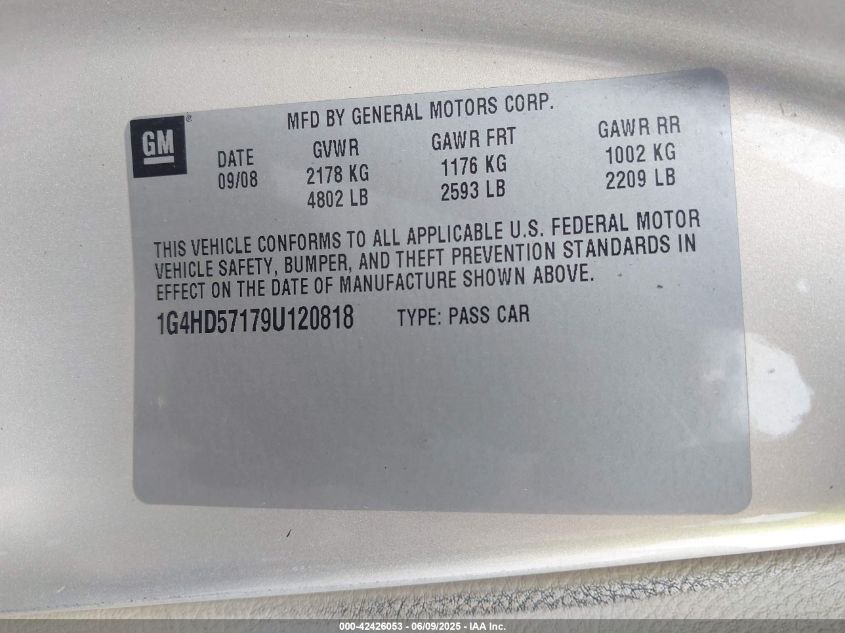 MFD BY GENERAL MOTORS CORP.
GM ®
DATE GVWR GAWR FRT GAWR RR
09/08 2178 KG 1176 KG 1002 KG
4802 LB 2593 LB 2209 LB
THIS VEHICLE CONFORMS TO ALL APPLICABLE U.S. FEDERAL MOTOR
VEHICLE SAFETY, BUMPER, AND THEFT PREVENTION STANDARDS IN
EFFECT ON THE DATE OF MANUFACTURE SHOWN ABOVE.
1G4HD57179U120818 TYPE: PASS CAR
000-42426053 - 06/09/2025 - IAA Inc.